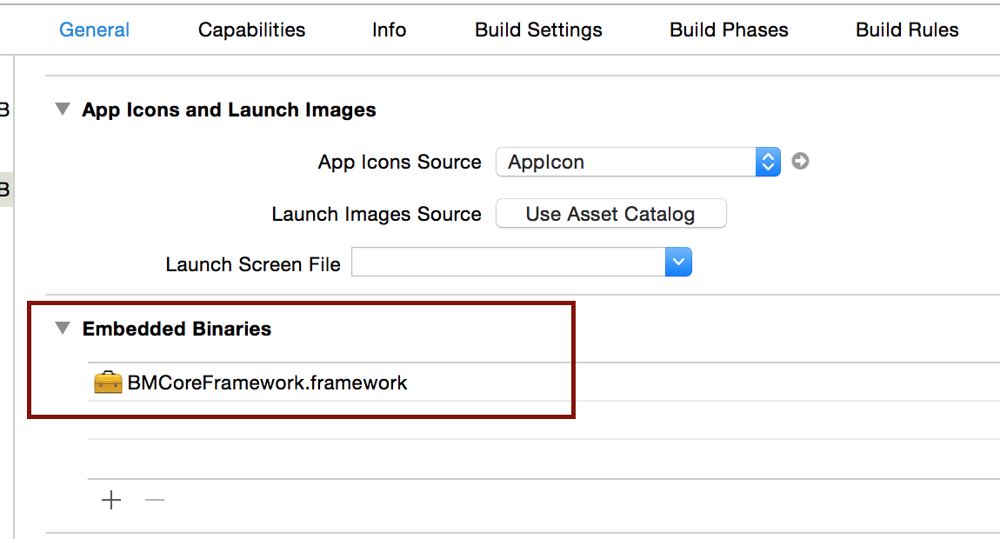 General Capabilities Info Build Settings Build Phases Build Rules
B
App Icons and Launch Images
App Icons Source AppIcon
B
Launch Images Source Use Asset Catalog
Launch Screen File
Embedded Binaries
BMCoreFramework.framework